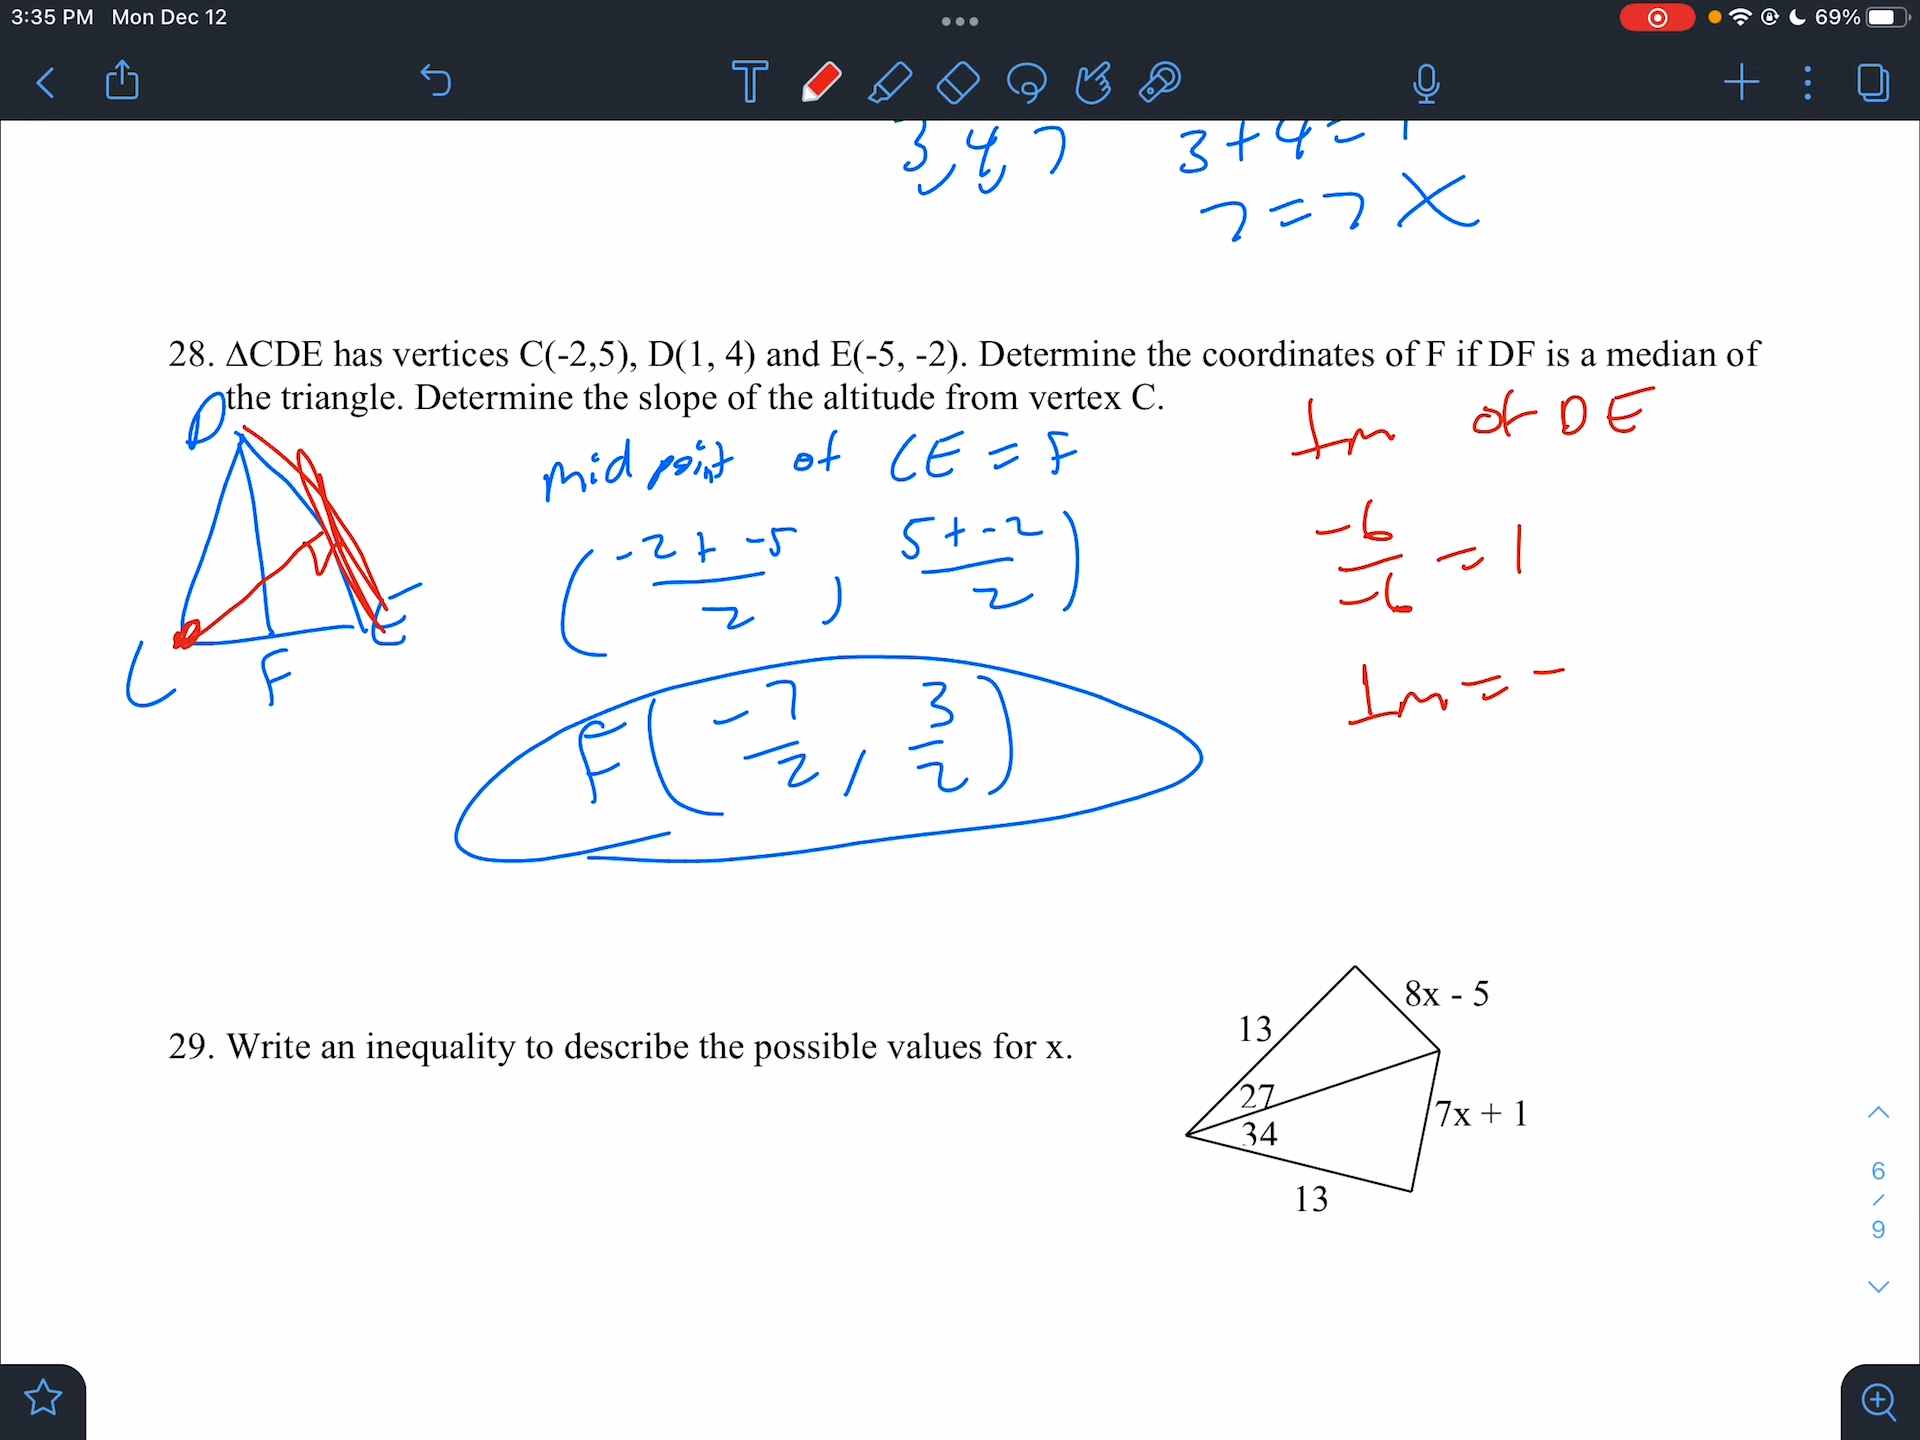 3:35 PM Mon Dec 12
69%
3, 4, 7 3 + 4 =
7 = 7 X
28. ΔCDE has vertices C(-2,5), D(1, 4) and E(-5, -2). Determine the coordinates of F if DF is a median of
the triangle. Determine the slope of the altitude from vertex C.
D
E
C
F
mid point of CE = F
(-2 + -5 / 2 , 5 + -2 / 2)
F(-7/2, 3/2)
⊥m of DE
-6/-6 = 1
⊥m = -
29. Write an inequality to describe the possible values for x.
8x - 5
13
27
34
7x + 1
13
6
/
9